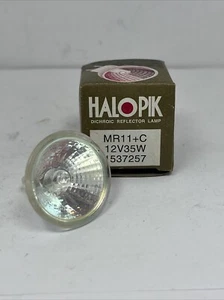 HALOPIK
DICHROIC REFLECTOR LAMP
MR11+C
12V35W
1537257